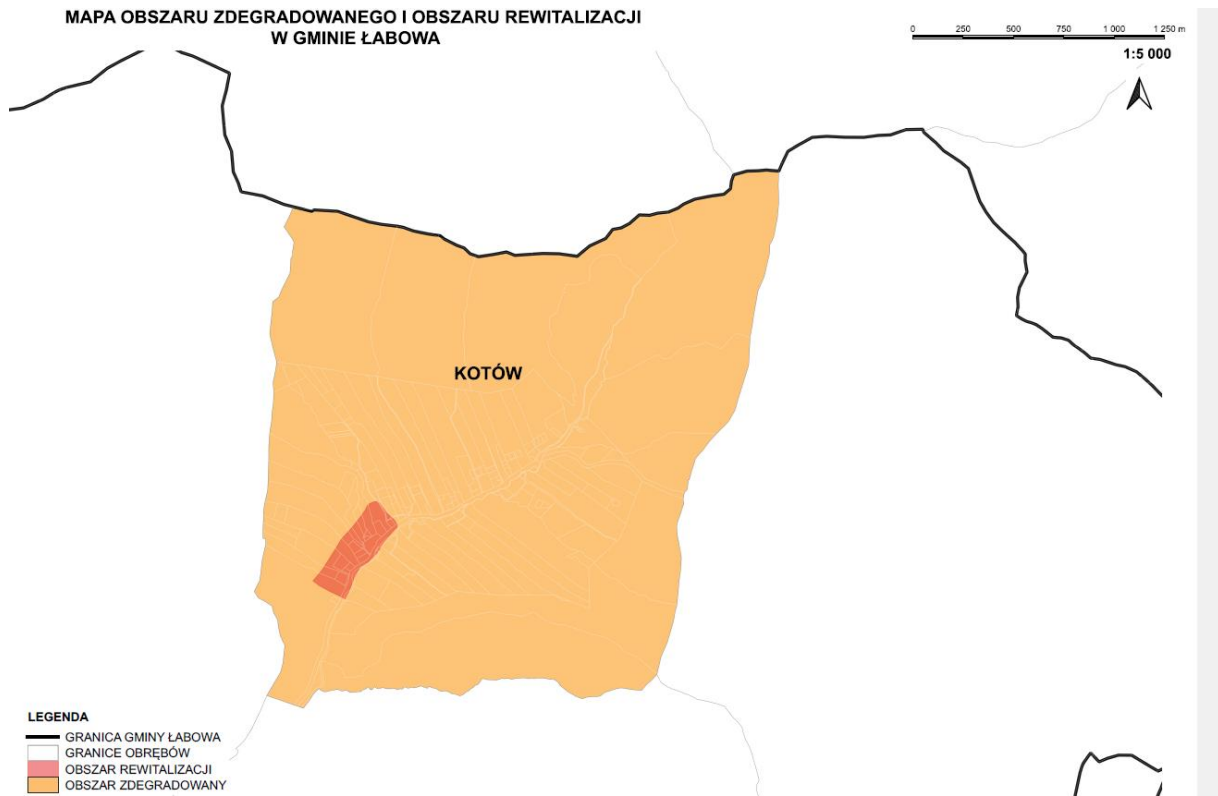 MAPA OBSZARU ZDEGRADOWANEGO I OBSZARU REWITALIZACJI
W GMINIE ŁABOWA
0 250 500 750 1 000 1 250 m
1:5 000
KOTÓW
LEGENDA
GRANICA GMINY ŁABOWA
GRANICE OBRĘBÓW
OBSZAR REWITALIZACJI
OBSZAR ZDEGRADOWANY